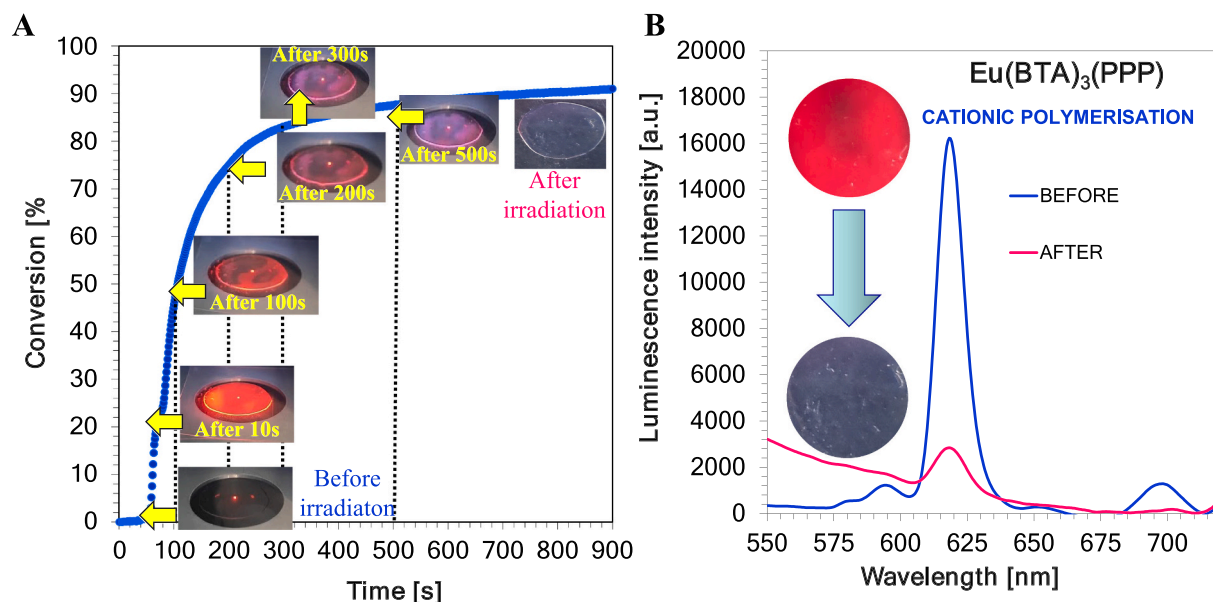 A
Conversion [%
100
90
80
70
60
50
40
30
20
10
0
0 100 200 300 400 500 600 700 800 900
Time [s]
After 300s
After 200s
After 500s
After
irradiation
After 100s
After 10s
Before
irradiaton
B
Luminescence intensity [a.u.]
20000
18000
16000
14000
12000
10000
8000
6000
4000
2000
0
550 575 600 625 650 675 700
Wavelength [nm]
Eu(BTA)3(PPP)
CATIONIC POLYMERISATION
BEFORE
AFTER